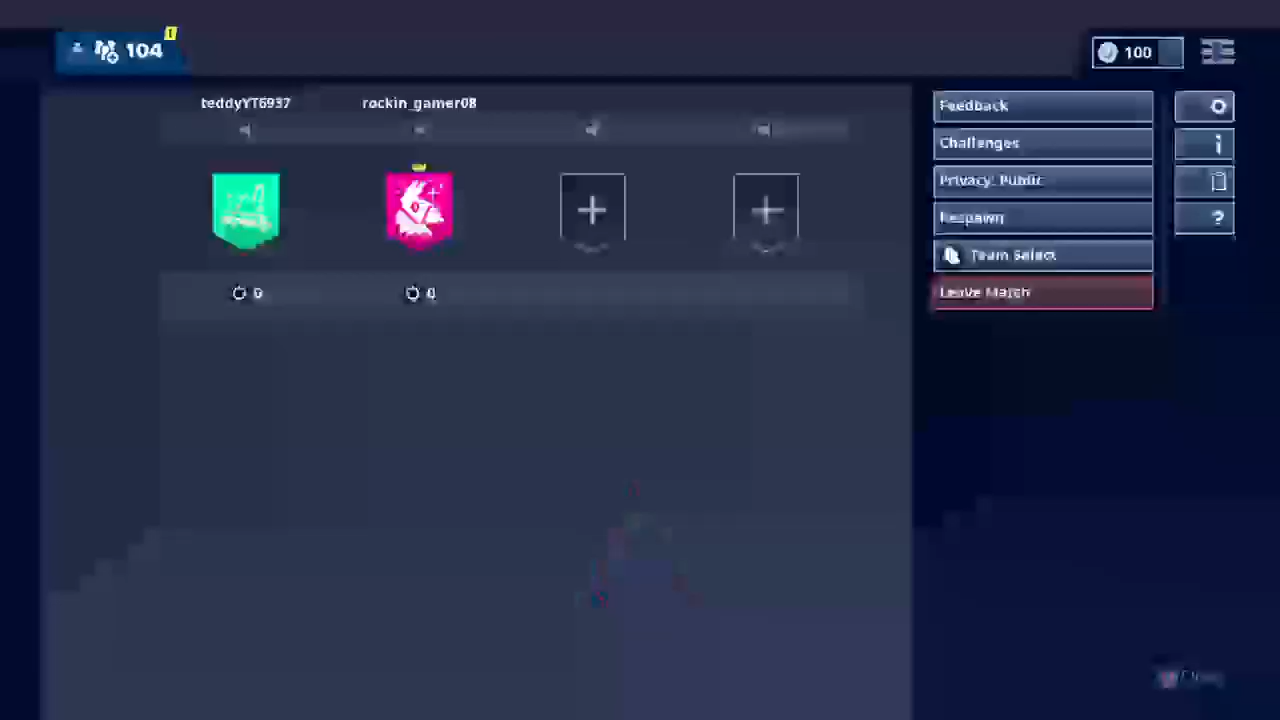 104
!
100
teddyYT6937
rockin_gamer08
Feedback
Challenges
Privacy: Public
Respawn
Team Select
Leave Match
0
0